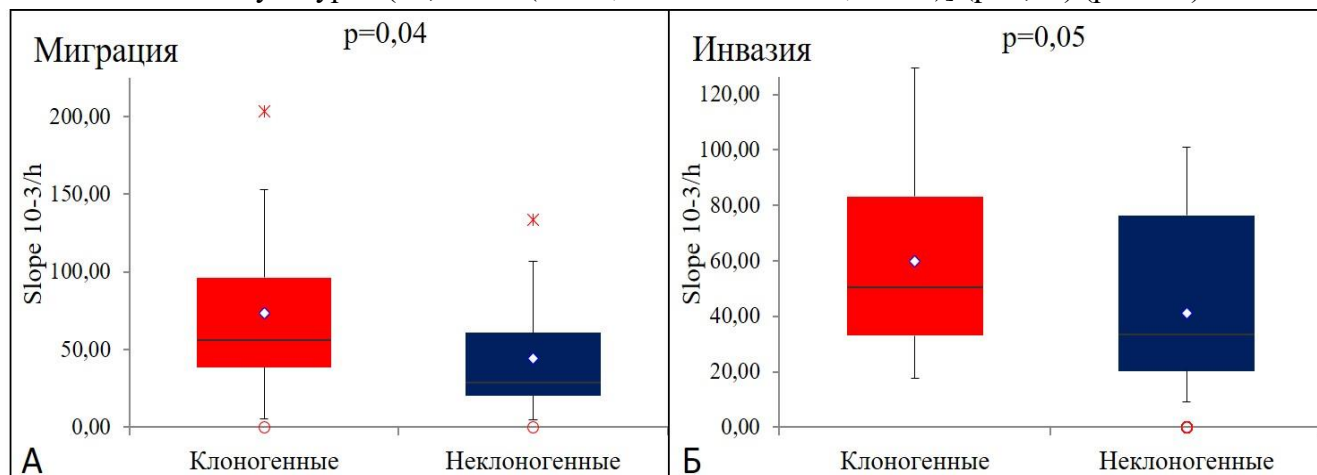 Миграция
p=0,04
200,00
150,00
100,00
50,00
0,00
Slope 10-3/h
А
Клоногенные
Неклоногенные
Инвазия
p=0,05
120,00
100,00
80,00
60,00
40,00
20,00
0,00
Slope 10-3/h
Б
Клоногенные
Неклоногенные